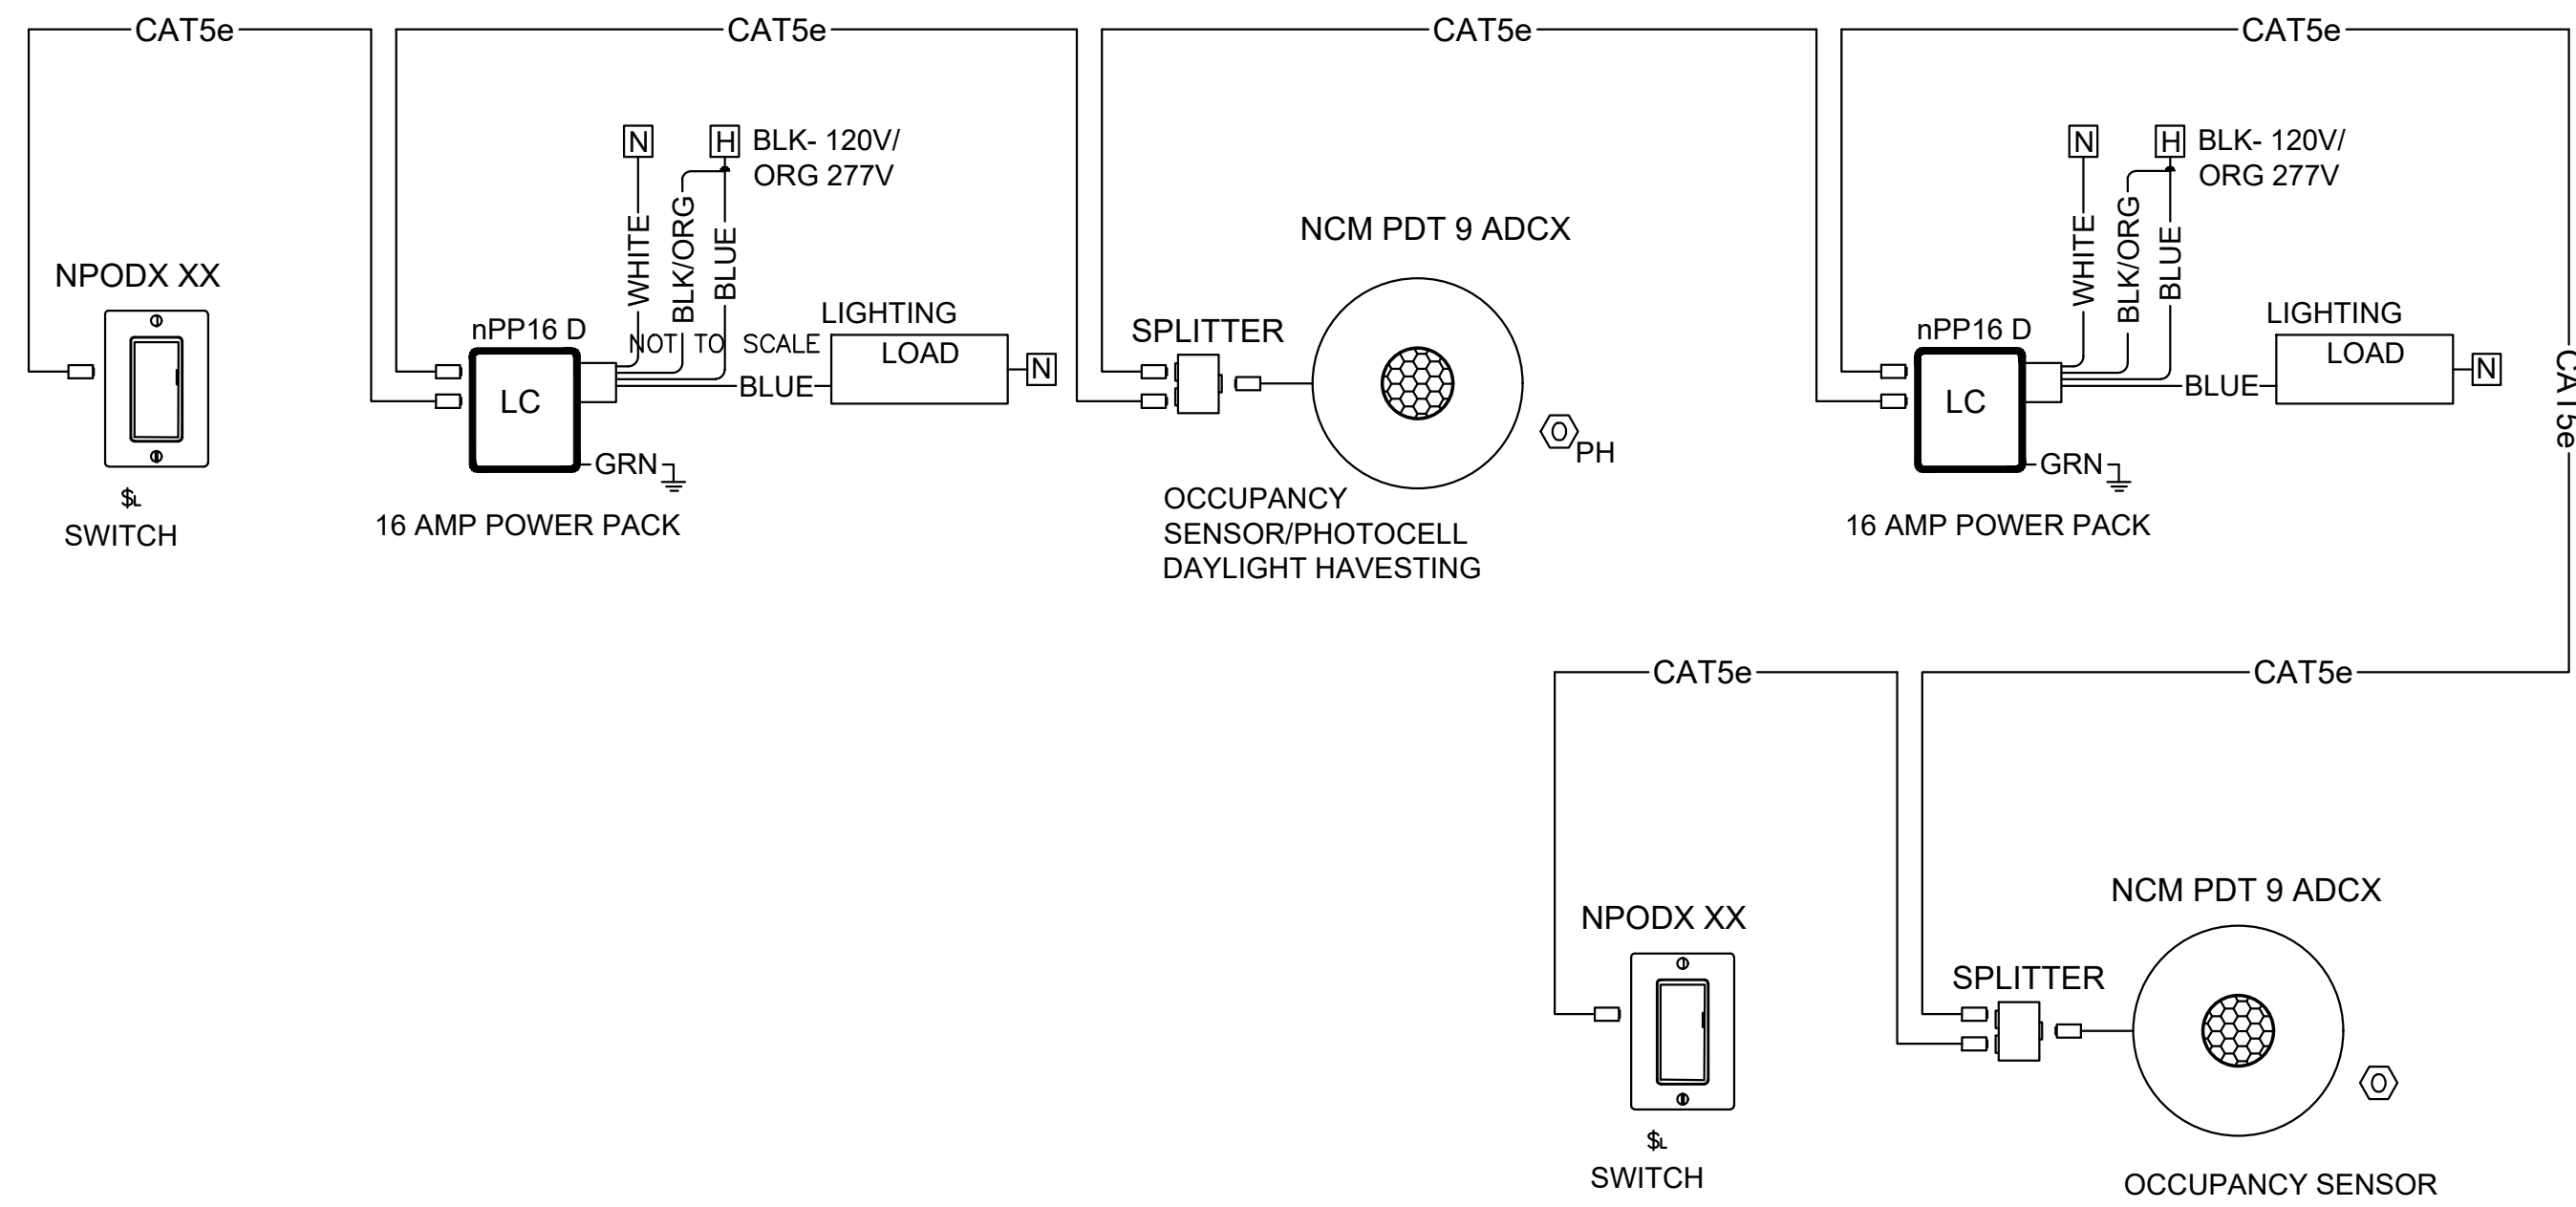 CAT5e
CAT5e
CAT5e
CAT5e
N
H
BLK- 120V/
ORG 277V
WHITE
BLK/ORG
BLUE
NPODX XX
$L
SWITCH
nPP16 D
LC
NOT TO SCALE
BLUE
LIGHTING
LOAD
N
GRN
16 AMP POWER PACK
NCM PDT 9 ADCX
SPLITTER
PH
OCCUPANCY
SENSOR/PHOTOCELL
DAYLIGHT HAVESTING
N
H
BLK- 120V/
ORG 277V
WHITE
BLK/ORG
BLUE
nPP16 D
LC
BLUE
LIGHTING
LOAD
N
GRN
16 AMP POWER PACK
CAT5e
CAT5e
CAT5e
NPODX XX
$L
SWITCH
NCM PDT 9 ADCX
SPLITTER
OCCUPANCY SENSOR